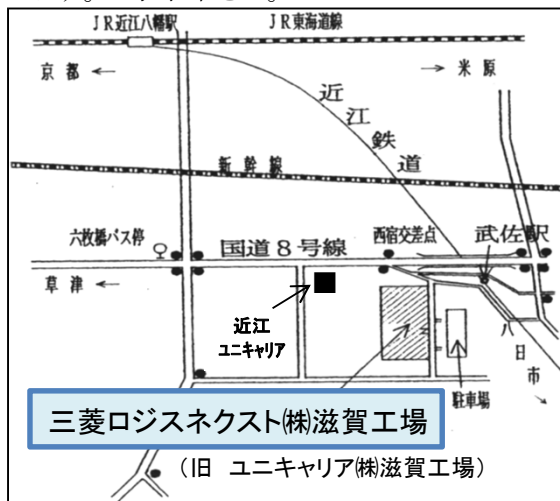 JR近江八幡駅
JR東海道線
京都 ←
→ 米原
近江鉄道
新幹線
六枚橋バス停
国道8号線
西宿交差点
武佐駅
草津 ←
近江
ユニキャリア
八日市
駐車場
三菱ロジスネクスト㈱滋賀工場
(旧 ユニキャリア㈱滋賀工場)